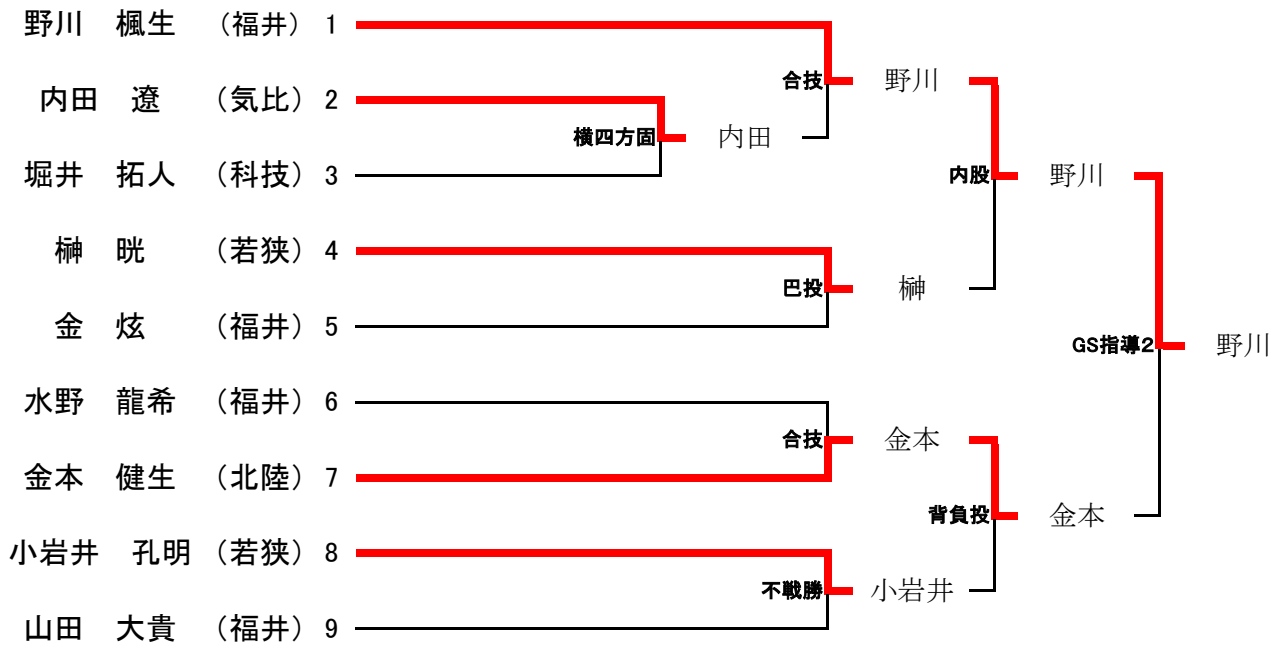 野川　楓生　（福井） 1
合技　野川
内田　遼　（気比） 2
横四方固　内田
堀井　拓人　（科技） 3
内股　野川
榊　晄　（若狭） 4
巴投　榊
金　炫　（福井） 5
GS指導2　野川
水野　龍希　（福井） 6
合技　金本
金本　健生　（北陸） 7
背負投　金本
小岩井　孔明（若狭） 8
不戦勝　小岩井
山田　大貴　（福井） 9